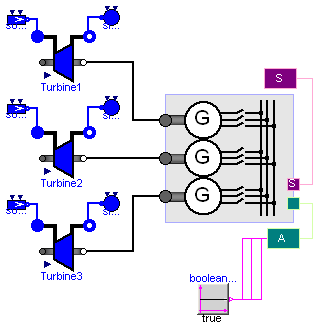 so...
si...
Turbine1
so...
si...
Turbine2
so...
si...
Turbine3
G
G
G
S
S
A
boolean...
true